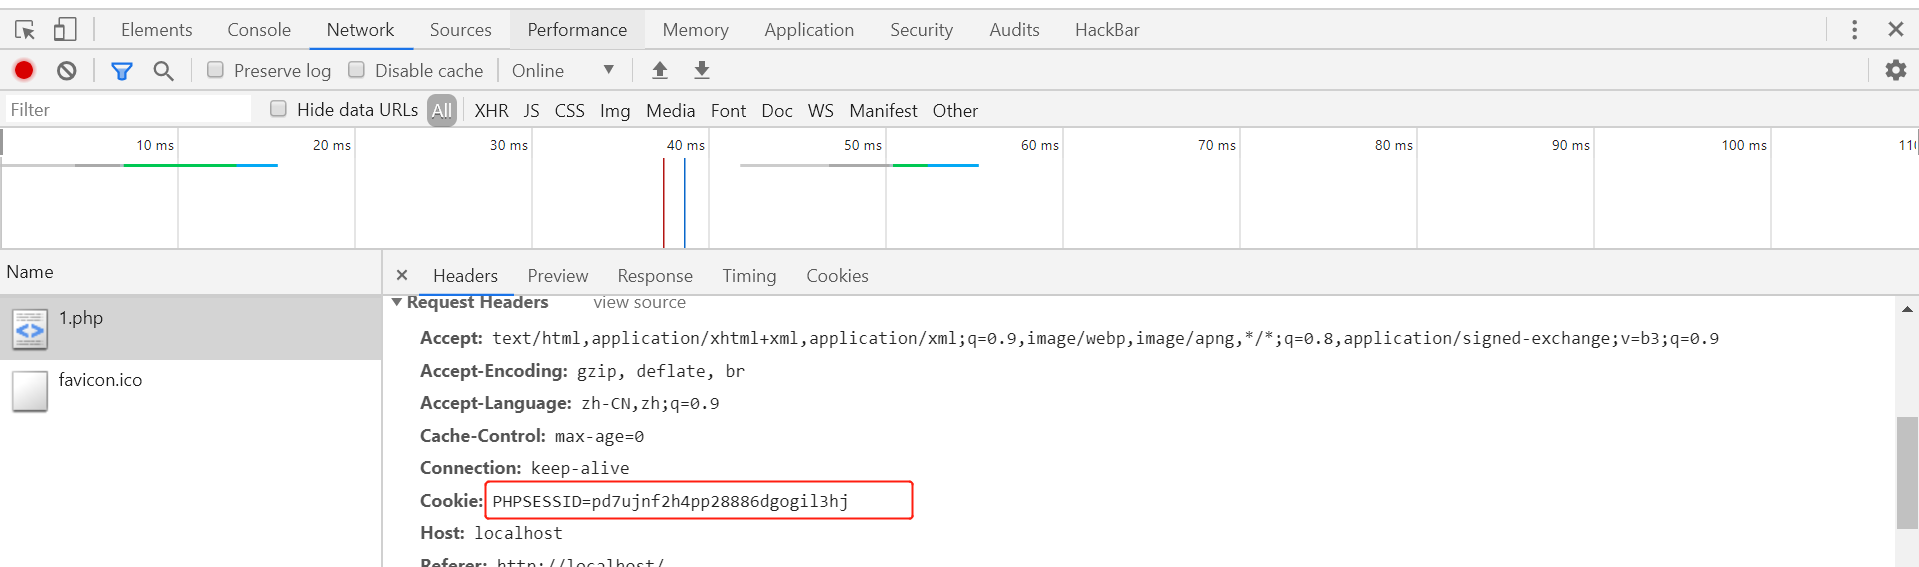 Elements Console Network Sources Performance Memory Application Security Audits HackBar
Preserve log Disable cache Online
Filter Hide data URLs All XHR JS CSS Img Media Font Doc WS Manifest Other
10 ms 20 ms 30 ms 40 ms 50 ms 60 ms 70 ms 80 ms 90 ms 100 ms
Name
Headers Preview Response Timing Cookies
1.php
favicon.ico
Request Headers view source
Accept: text/html,application/xhtml+xml,application/xml;q=0.9,image/webp,image/apng,*/*;q=0.8,application/signed-exchange;v=b3;q=0.9
Accept-Encoding: gzip, deflate, br
Accept-Language: zh-CN,zh;q=0.9
Cache-Control: max-age=0
Connection: keep-alive
Cookie: PHPSESSID=pd7ujnf2h4pp28886dgogil3hj
Host: localhost
Referer: http://localhost/